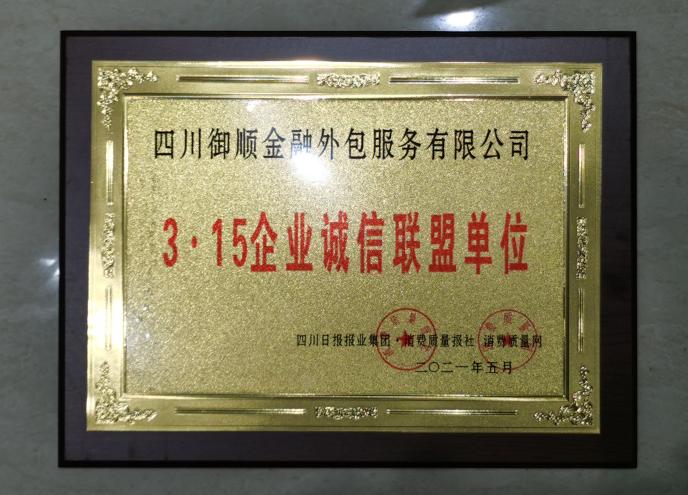 四川御顺金融外包服务有限公司
3·15企业诚信联盟单位
四川日报报业集团·消费质量报社 消费质量网
二〇二一年五月